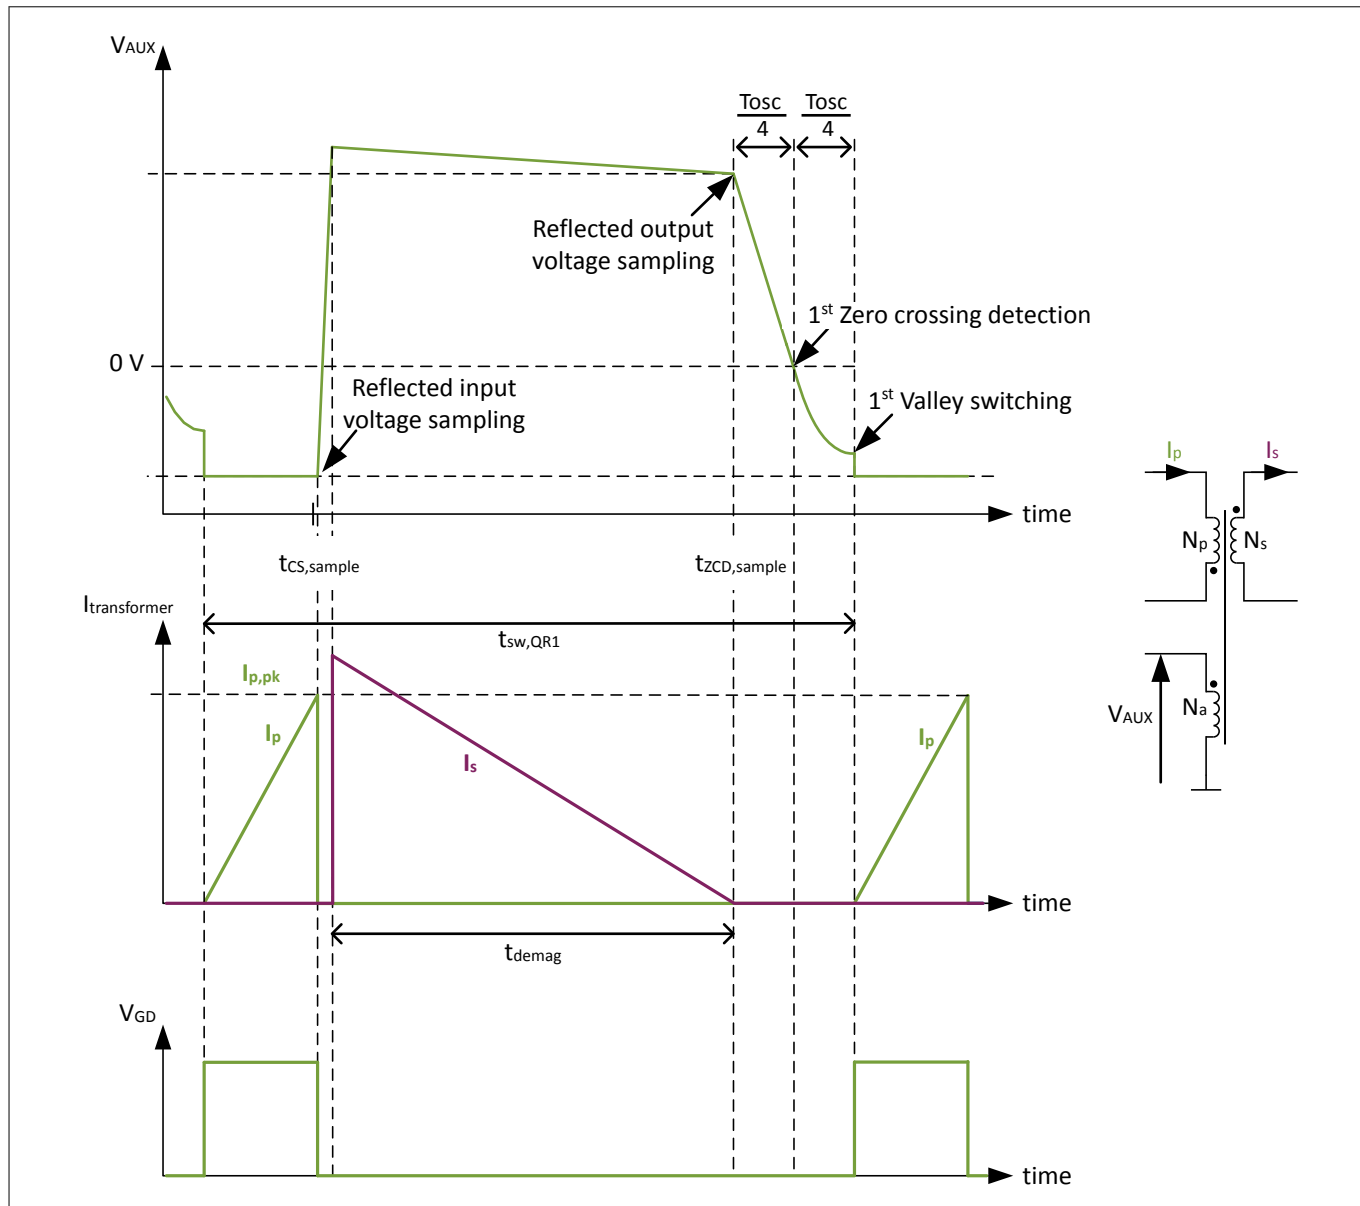 VAUX
Tosc Tosc
4 4
Reflected output
voltage sampling
1st Zero crossing detection
0 V
Reflected input
voltage sampling
1st Valley switching
time
tCS,sample
tZCD,sample
Itransformer
tsw,QR1
Ip,pk
Ip
Is
Ip
time
tdemag
VGD
time
Ip
Is
Np
Ns
VAUX
Na